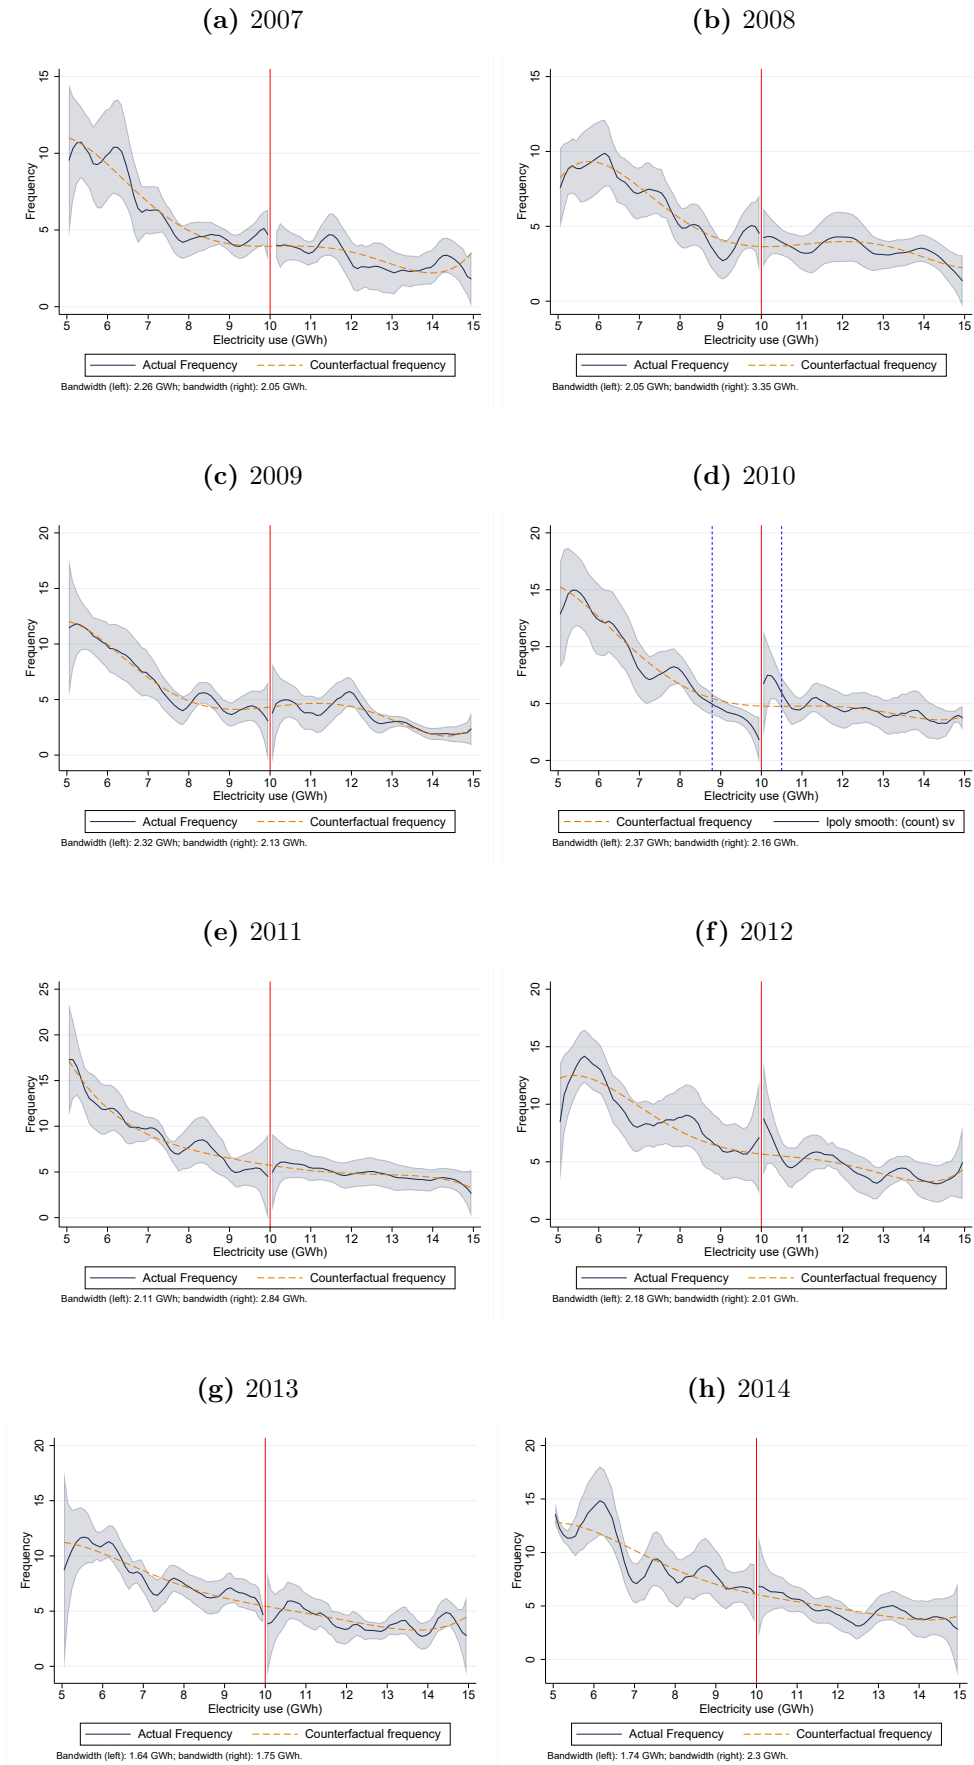 (a) 2007
(b) 2008
15
10
5
0
Frequency
5 6 7 8 9 10 11 12 13 14 15
Electricity use (GWh)
Actual Frequency Counterfactual frequency
Bandwidth (left): 2.26 GWh; bandwidth (right): 2.05 GWh.
15
10
5
0
Frequency
5 6 7 8 9 10 11 12 13 14 15
Electricity use (GWh)
Actual Frequency Counterfactual frequency
Bandwidth (left): 2.05 GWh; bandwidth (right): 3.35 GWh.
(c) 2009
(d) 2010
20
15
10
5
0
Frequency
5 6 7 8 9 10 11 12 13 14 15
Electricity use (GWh)
Actual Frequency Counterfactual frequency
Bandwidth (left): 2.32 GWh; bandwidth (right): 2.13 GWh.
20
15
10
5
0
Frequency
5 6 7 8 9 10 11 12 13 14 15
Electricity use (GWh)
Counterfactual frequency lpoly smooth: (count) sv
Bandwidth (left): 2.37 GWh; bandwidth (right): 2.16 GWh.
(e) 2011
(f) 2012
25
20
15
10
5
0
Frequency
5 6 7 8 9 10 11 12 13 14 15
Electricity use (GWh)
Actual Frequency Counterfactual frequency
Bandwidth (left): 2.11 GWh; bandwidth (right): 2.84 GWh.
20
15
10
5
0
Frequency
5 6 7 8 9 10 11 12 13 14 15
Electricity use (GWh)
Actual Frequency Counterfactual frequency
Bandwidth (left): 2.18 GWh; bandwidth (right): 2.01 GWh.
(g) 2013
(h) 2014
20
15
10
5
0
Frequency
5 6 7 8 9 10 11 12 13 14 15
Electricity use (GWh)
Actual Frequency Counterfactual frequency
Bandwidth (left): 1.64 GWh; bandwidth (right): 1.75 GWh.
20
15
10
5
0
Frequency
5 6 7 8 9 10 11 12 13 14 15
Electricity use (GWh)
Actual Frequency Counterfactual frequency
Bandwidth (left): 1.74 GWh; bandwidth (right): 2.3 GWh.